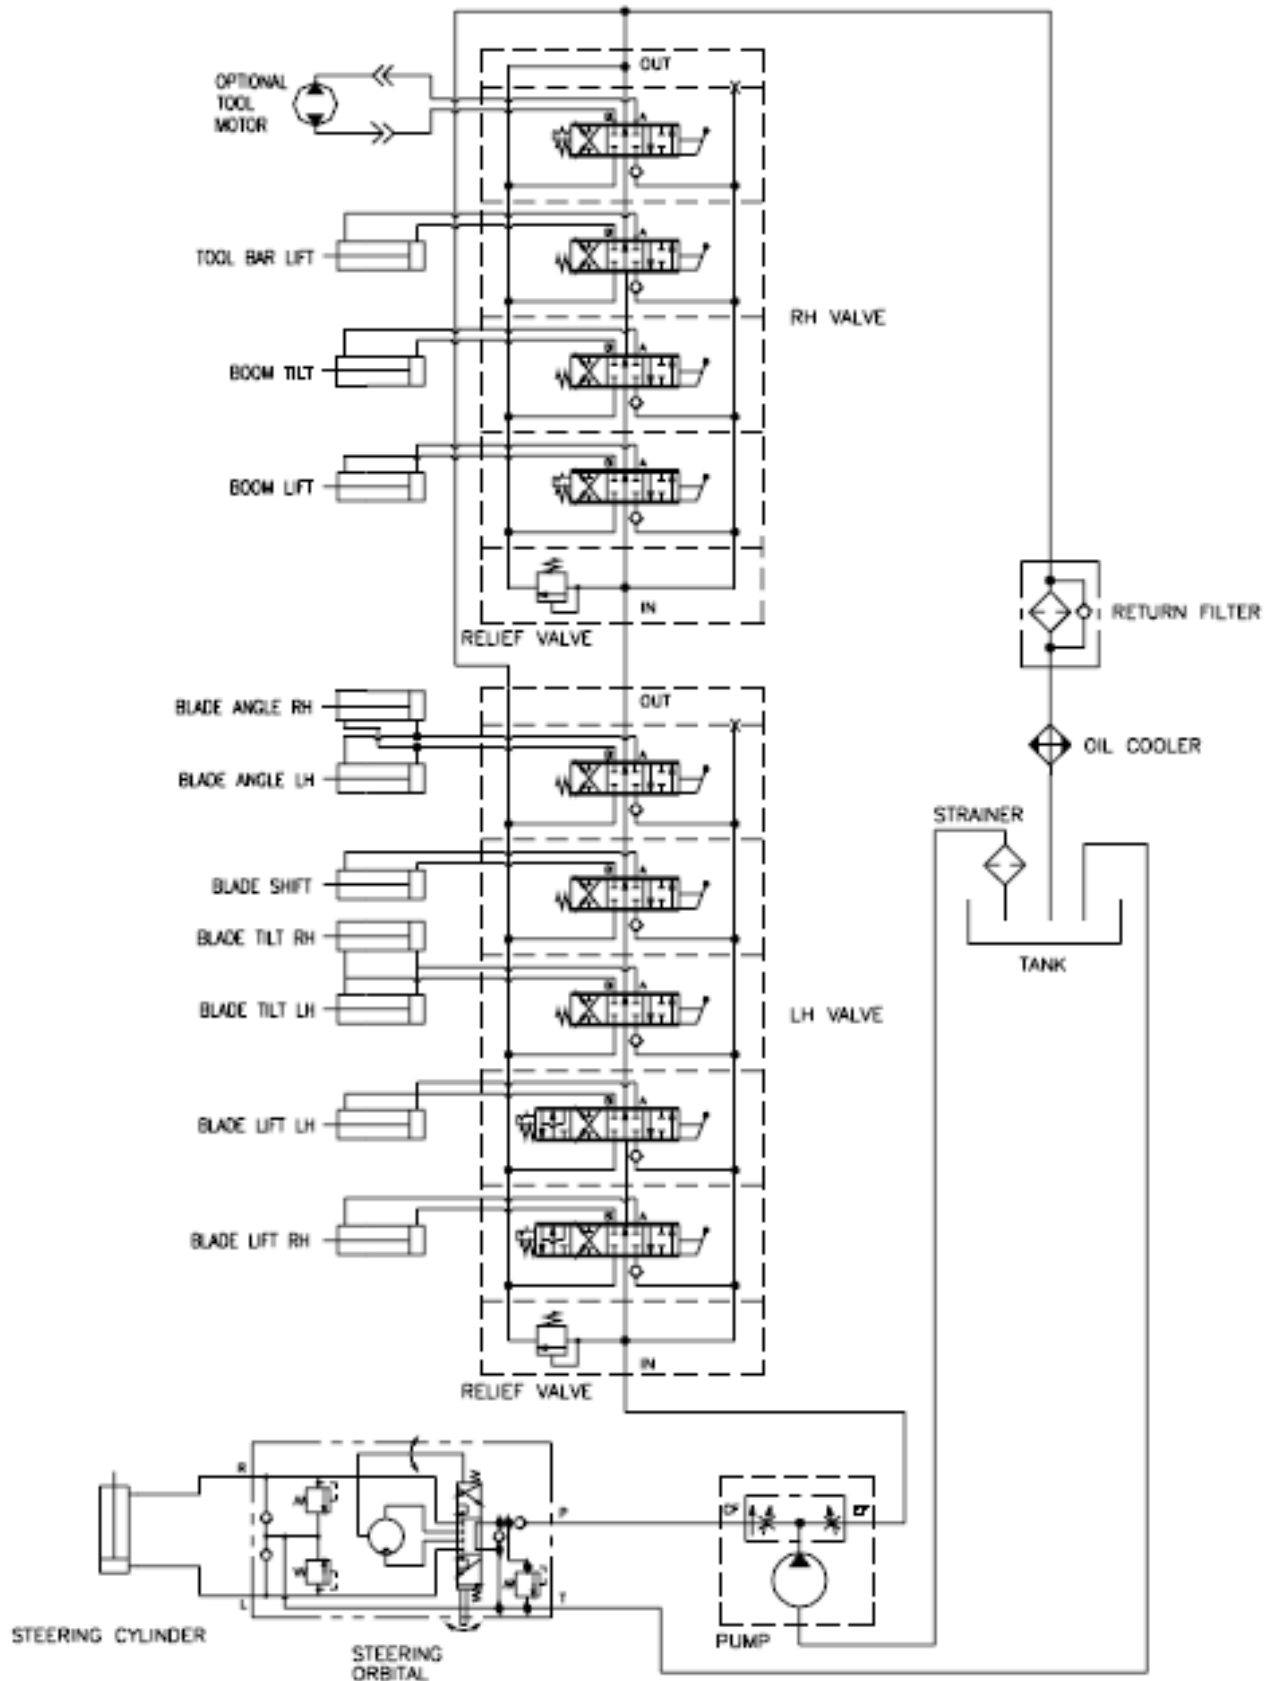 OUT
OPTIONAL
TOOL
MOTOR
B A
TOOL BAR LIFT
B A
RH VALVE
BOOM TILT
B A
BOOM LIFT
B A
IN
RETURN FILTER
RELIEF VALVE
BLADE ANGLE RH
OUT
OIL COOLER
BLADE ANGLE LH
B A
STRAINER
BLADE SHIFT
B A
BLADE TILT RH
TANK
BLADE TILT LH
B A
LH VALVE
BLADE LIFT LH
B A
BLADE LIFT RH
B A
IN
RELIEF VALVE
R
P
CF EF
L
T
STEERING CYLINDER
STEERING
ORBITAL
PUMP